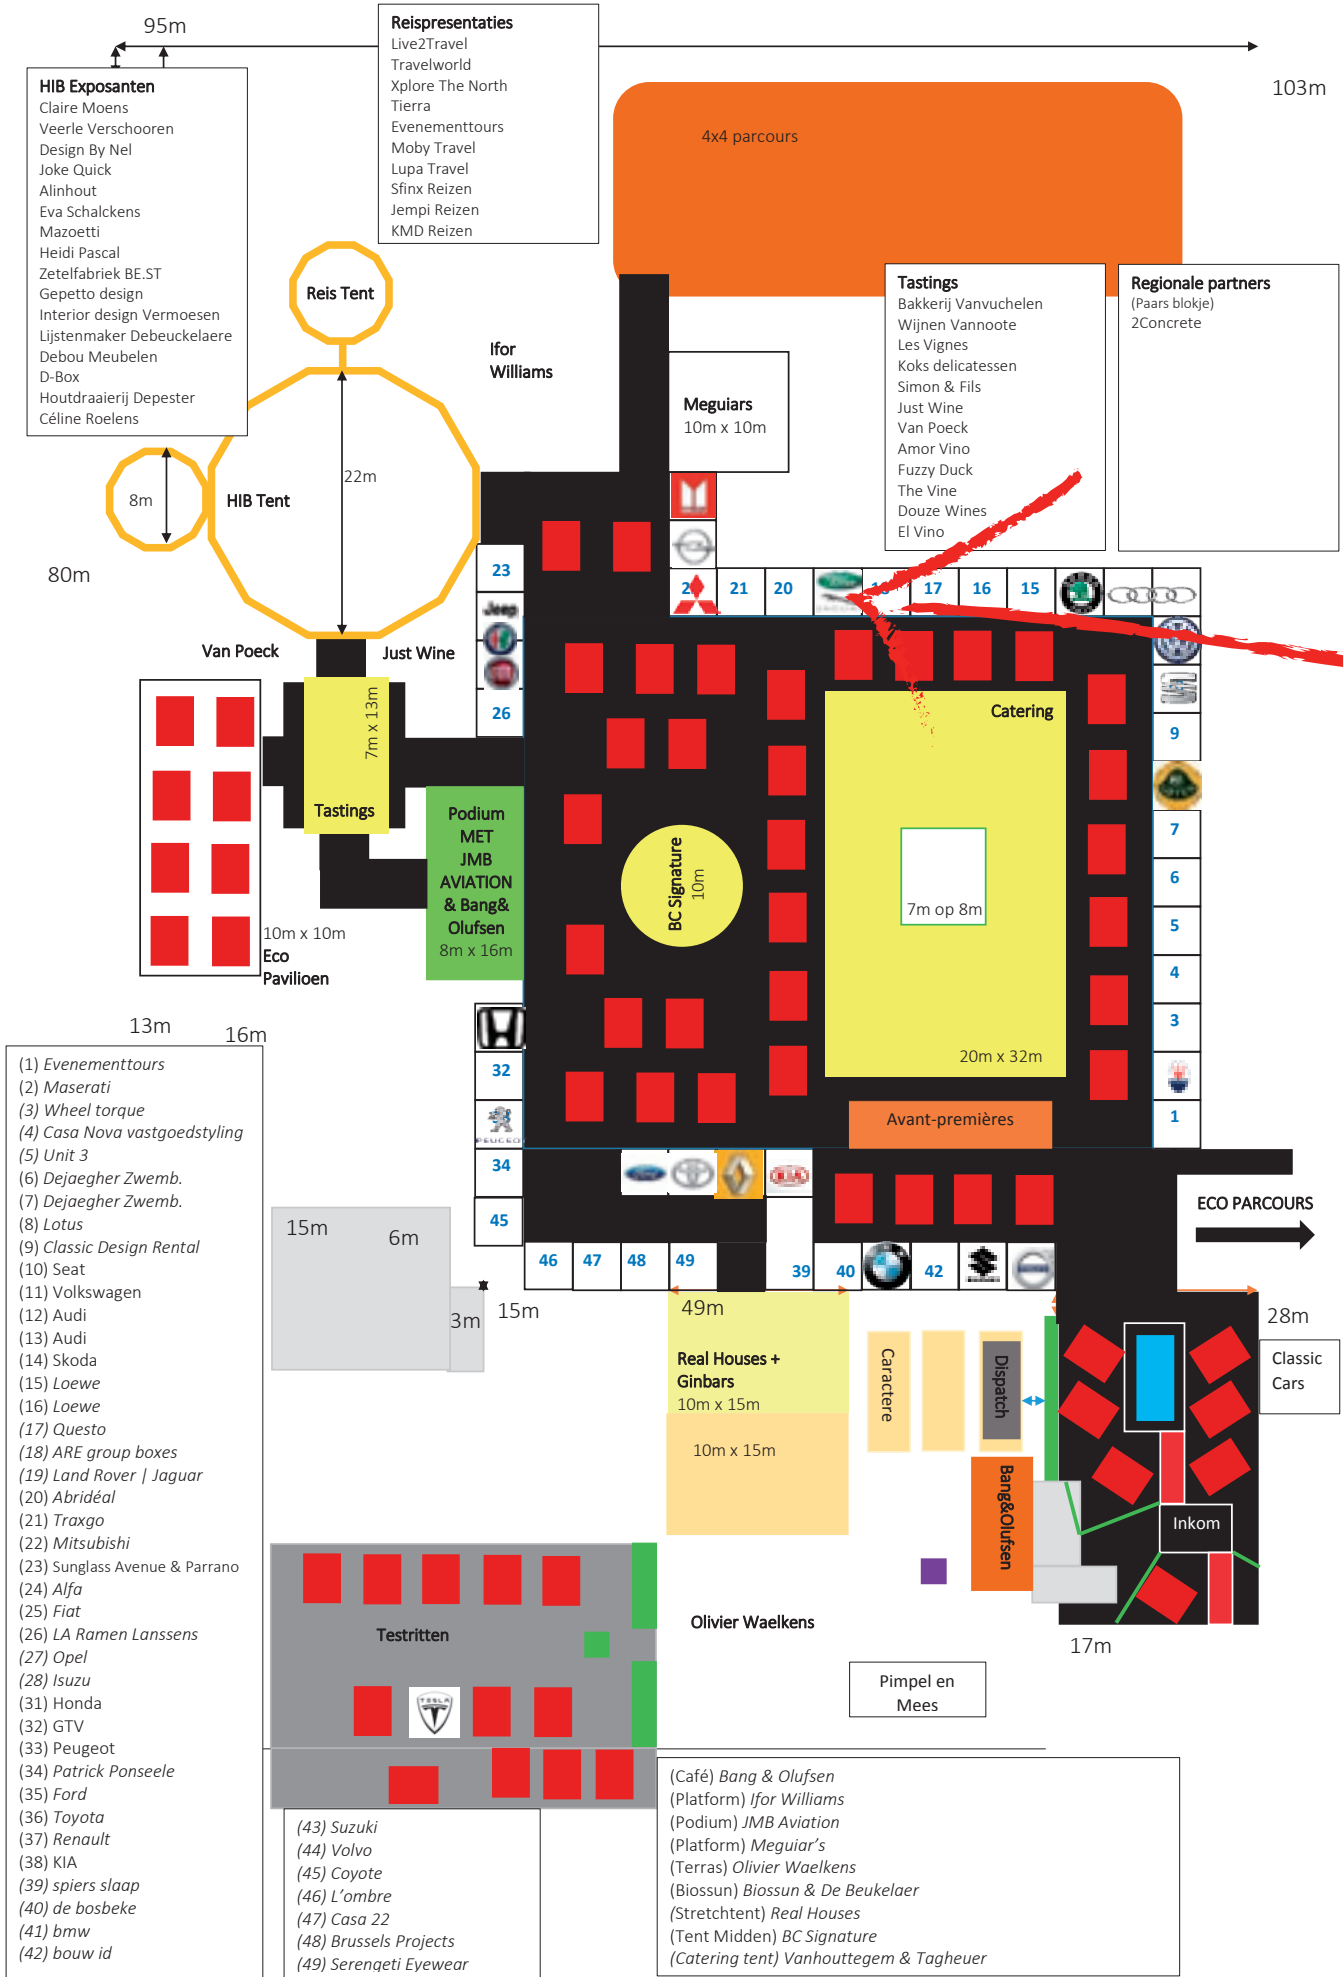 95m
103m
Reispresentaties
Live2Travel
Travelworld
Xplore The North
Tierra
Evenementtours
Moby Travel
Lupa Travel
Sfinx Reizen
Jempi Reizen
KMD Reizen
HIB Exposanten
Claire Moens
Veerle Verschooren
Design By Nel
Joke Quick
Alinhout
Eva Schalckens
Mazoetti
Heidi Pascal
Zetelfabriek BE.ST
Gepetto design
Interior design Vermoesen
Lijstenmaker Debeuckelaere
Debou Meubelen
D-Box
Houtdraaierij Depester
Céline Roelens
4x4 parcours
Tastings
Bakkerij Vanvuchelen
Wijnen Vannoote
Les Vignes
Koks delicatessen
Simon & Fils
Just Wine
Van Poeck
Amor Vino
Fuzzy Duck
The Vine
Douze Wines
El Vino
Regionale partners
(Paars blokje)
2Concrete
Reis Tent
Ifor
Williams
Meguiars
10m x 10m
22m
8m
HIB Tent
80m
23
Jeep
26
21
20
17
16
15
Van Poeck
Just Wine
7m x 13m
Tastings
Catering
9
7
6
5
4
3
1
Podium
MET
JMB
AVIATION
& Bang&
Olufsen
8m x 16m
BC Signature
10m
7m op 8m
20m x 32m
10m x 10m
Eco
Pavilioen
13m
16m
32
PEUGEOT
34
45
KIA
Avant-premières
ECO PARCOURS
46
47
48
49
39
40
42
15m
6m
3m
15m
49m
28m
Real Houses +
Ginbars
10m x 15m
10m x 15m
Caractere
Dispatch
Bang&Olufsen
Classic
Cars
Inkom
17m
Testritten
TESLA
Olivier Waelkens
Pimpel en
Mees
(1) Evenementtours
(2) Maserati
(3) Wheel torque
(4) Casa Nova vastgoedstyling
(5) Unit 3
(6) Dejaegher Zwemb.
(7) Dejaegher Zwemb.
(8) Lotus
(9) Classic Design Rental
(10) Seat
(11) Volkswagen
(12) Audi
(13) Audi
(14) Skoda
(15) Loewe
(16) Loewe
(17) Questo
(18) ARE group boxes
(19) Land Rover | Jaguar
(20) Abridéal
(21) Traxgo
(22) Mitsubishi
(23) Sunglass Avenue & Parrano
(24) Alfa
(25) Fiat
(26) LA Ramen Lanssens
(27) Opel
(28) Isuzu
(31) Honda
(32) GTV
(33) Peugeot
(34) Patrick Ponseele
(35) Ford
(36) Toyota
(37) Renault
(38) KIA
(39) spiers slaap
(40) de bosbeke
(41) bmw
(42) bouw id
(43) Suzuki
(44) Volvo
(45) Coyote
(46) L'ombre
(47) Casa 22
(48) Brussels Projects
(49) Serengeti Eyewear
(Café) Bang & Olufsen
(Platform) Ifor Williams
(Podium) JMB Aviation
(Platform) Meguiar's
(Terras) Olivier Waelkens
(Biossun) Biossun & De Beukelaer
(Stretchtent) Real Houses
(Tent Midden) BC Signature
(Catering tent) Vanhouttegem & Tagheuer